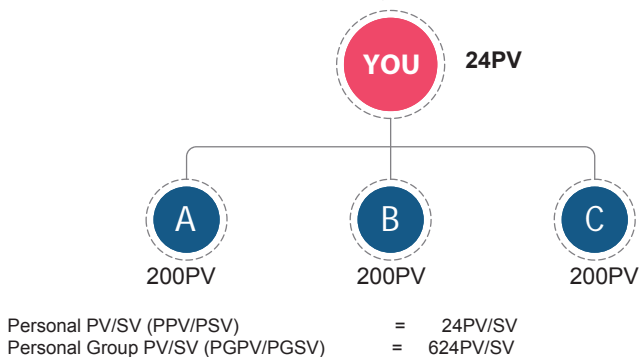 YOU 24PV
A B C
200PV 200PV 200PV
Personal PV/SV (PPV/PSV) = 24PV/SV
Personal Group PV/SV (PGPV/PGSV) = 624PV/SV